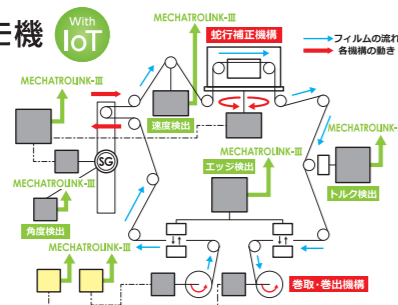 モ機
With
IoT
蛇行補正機構
フィルムの流れ
各機構の動き
MECHATROLINK-III
MECHATROLINK-III
速度検出
MECHATROLINK-III
MECHATROLINK-
エッジ検出
SG
MECHATROLINK-III
トルク検出
角度検出
MECHATROLINK-III
巻取・巻出機構